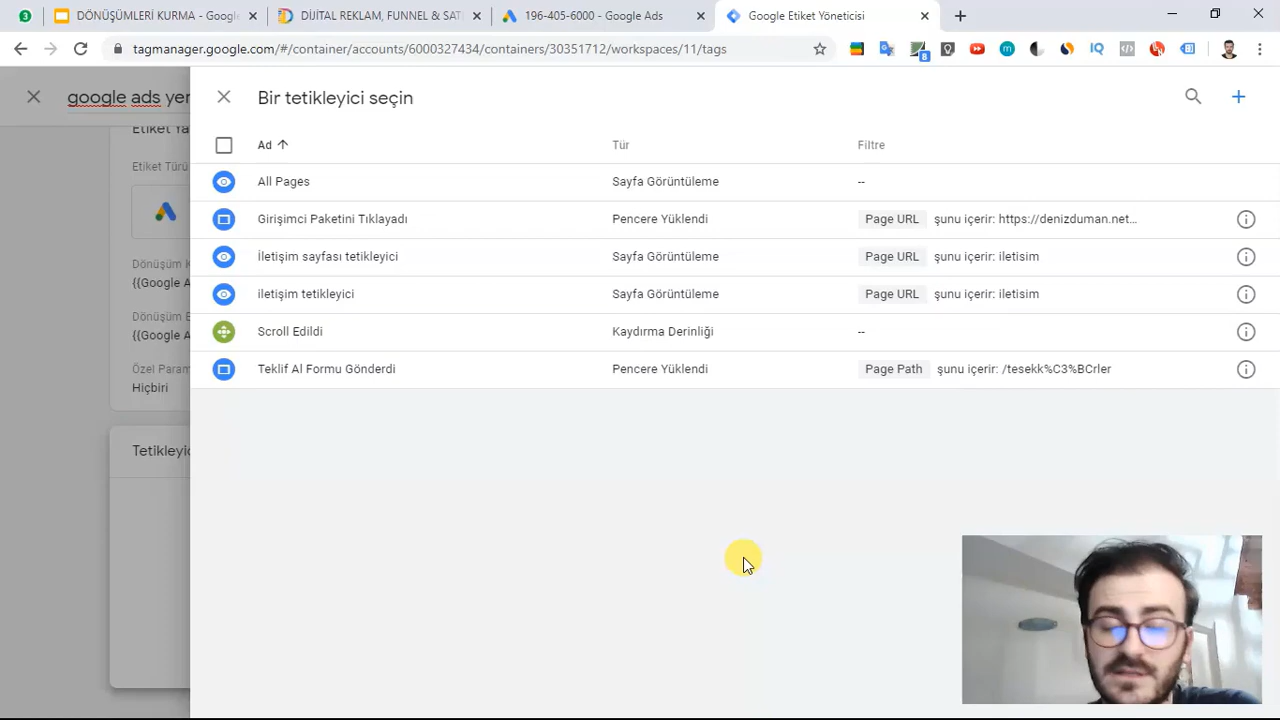 DÖNÜŞÜMLERİ KURMA - Google
DİJİTAL REKLAM, FUNNEL & SATI
196-405-6000 - Google Ads
Google Etiket Yöneticisi
tagmanager.google.com/#/container/accounts/6000327434/containers/30351712/workspaces/11/tags
8
IQ
google ads yer
Bir tetikleyici seçin
Etiket Ya
Etiket Türü
Dönüşüm K
{{Google A
Dönüşüm E
{{Google A
Özel Param
Hiçbiri
Tetikleyic
Ad Tür Filtre
All Pages Sayfa Görüntüleme --
Girişimci Paketini Tıklayadı Pencere Yüklendi Page URL şunu içerir: https://denizduman.net...
İletişim sayfası tetikleyici Sayfa Görüntüleme Page URL şunu içerir: iletisim
iletişim tetikleyici Sayfa Görüntüleme Page URL şunu içerir: iletisim
Scroll Edildi Kaydırma Derinliği --
Teklif Al Formu Gönderdi Pencere Yüklendi Page Path şunu içerir: /tesekk%C3%BCrler